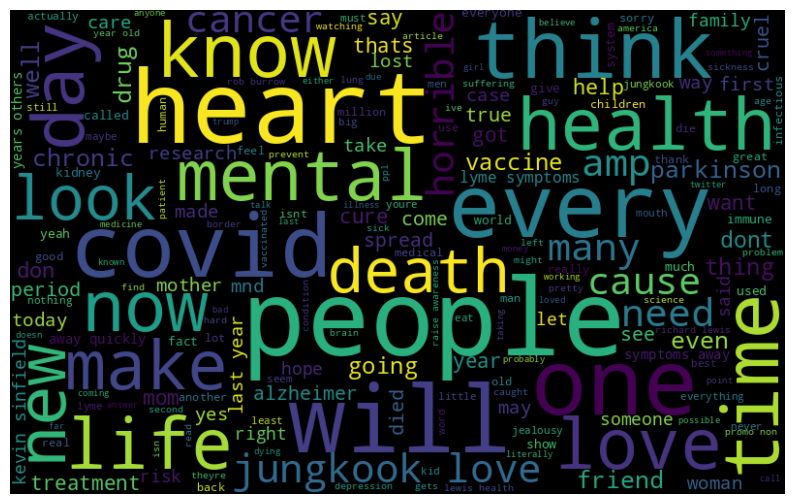 actually
anyone
watching
must
say
everyone
believe
sorry
america
system
something
family
care
year old
cancer
article
cruel
years others
well
day
drug
know
thats
lost
think
girl
sickness
rob burrow
either
lung
due
men
suffering
jungkook
way
first
still
called
human
trump
heart
million
big
horrible
give
help
case
guy
children
age
infectious
maybe
prevent
ive
use
true
got
health
die
chronic
research
feel
take
vaccine
amp
parkinson
thank
great
kidney
patient
mental
ppl
lyme symptoms
twitter
long
look
medicine
made
talk
illness
youre
cure
come
every
want
immune
yeah
border
isnt
last
sick
spread
world
mouth
many
dont
problem
good
known
vaccinated
medical
left
might
really
much
don
covid
death
money
cause
thing
period
mother
mnd
condition
working
pretty
loved
science
said
used
nothing
find
now
people
man
need
today
bad
hard
brain
raise awareness
eat
taking
let
see
even
doesn
away quickly
fact
lot
hope
going
year
probably
richard lewis
symptoms away
time
kevin sinfield
new
make
last year
seem
alzheimer
old
caught
one
best
everything
point
coming
mom
another
died
little
may
someone
possible
never
far
lyme
answer
second
yes
least
right
will
word
jealousy
show
love
promo non
real
life
isn
read
risk
dying
jungkook love
kid
literally
friend
woman
treatment
theyre
back
depression
gets
lewis health
call